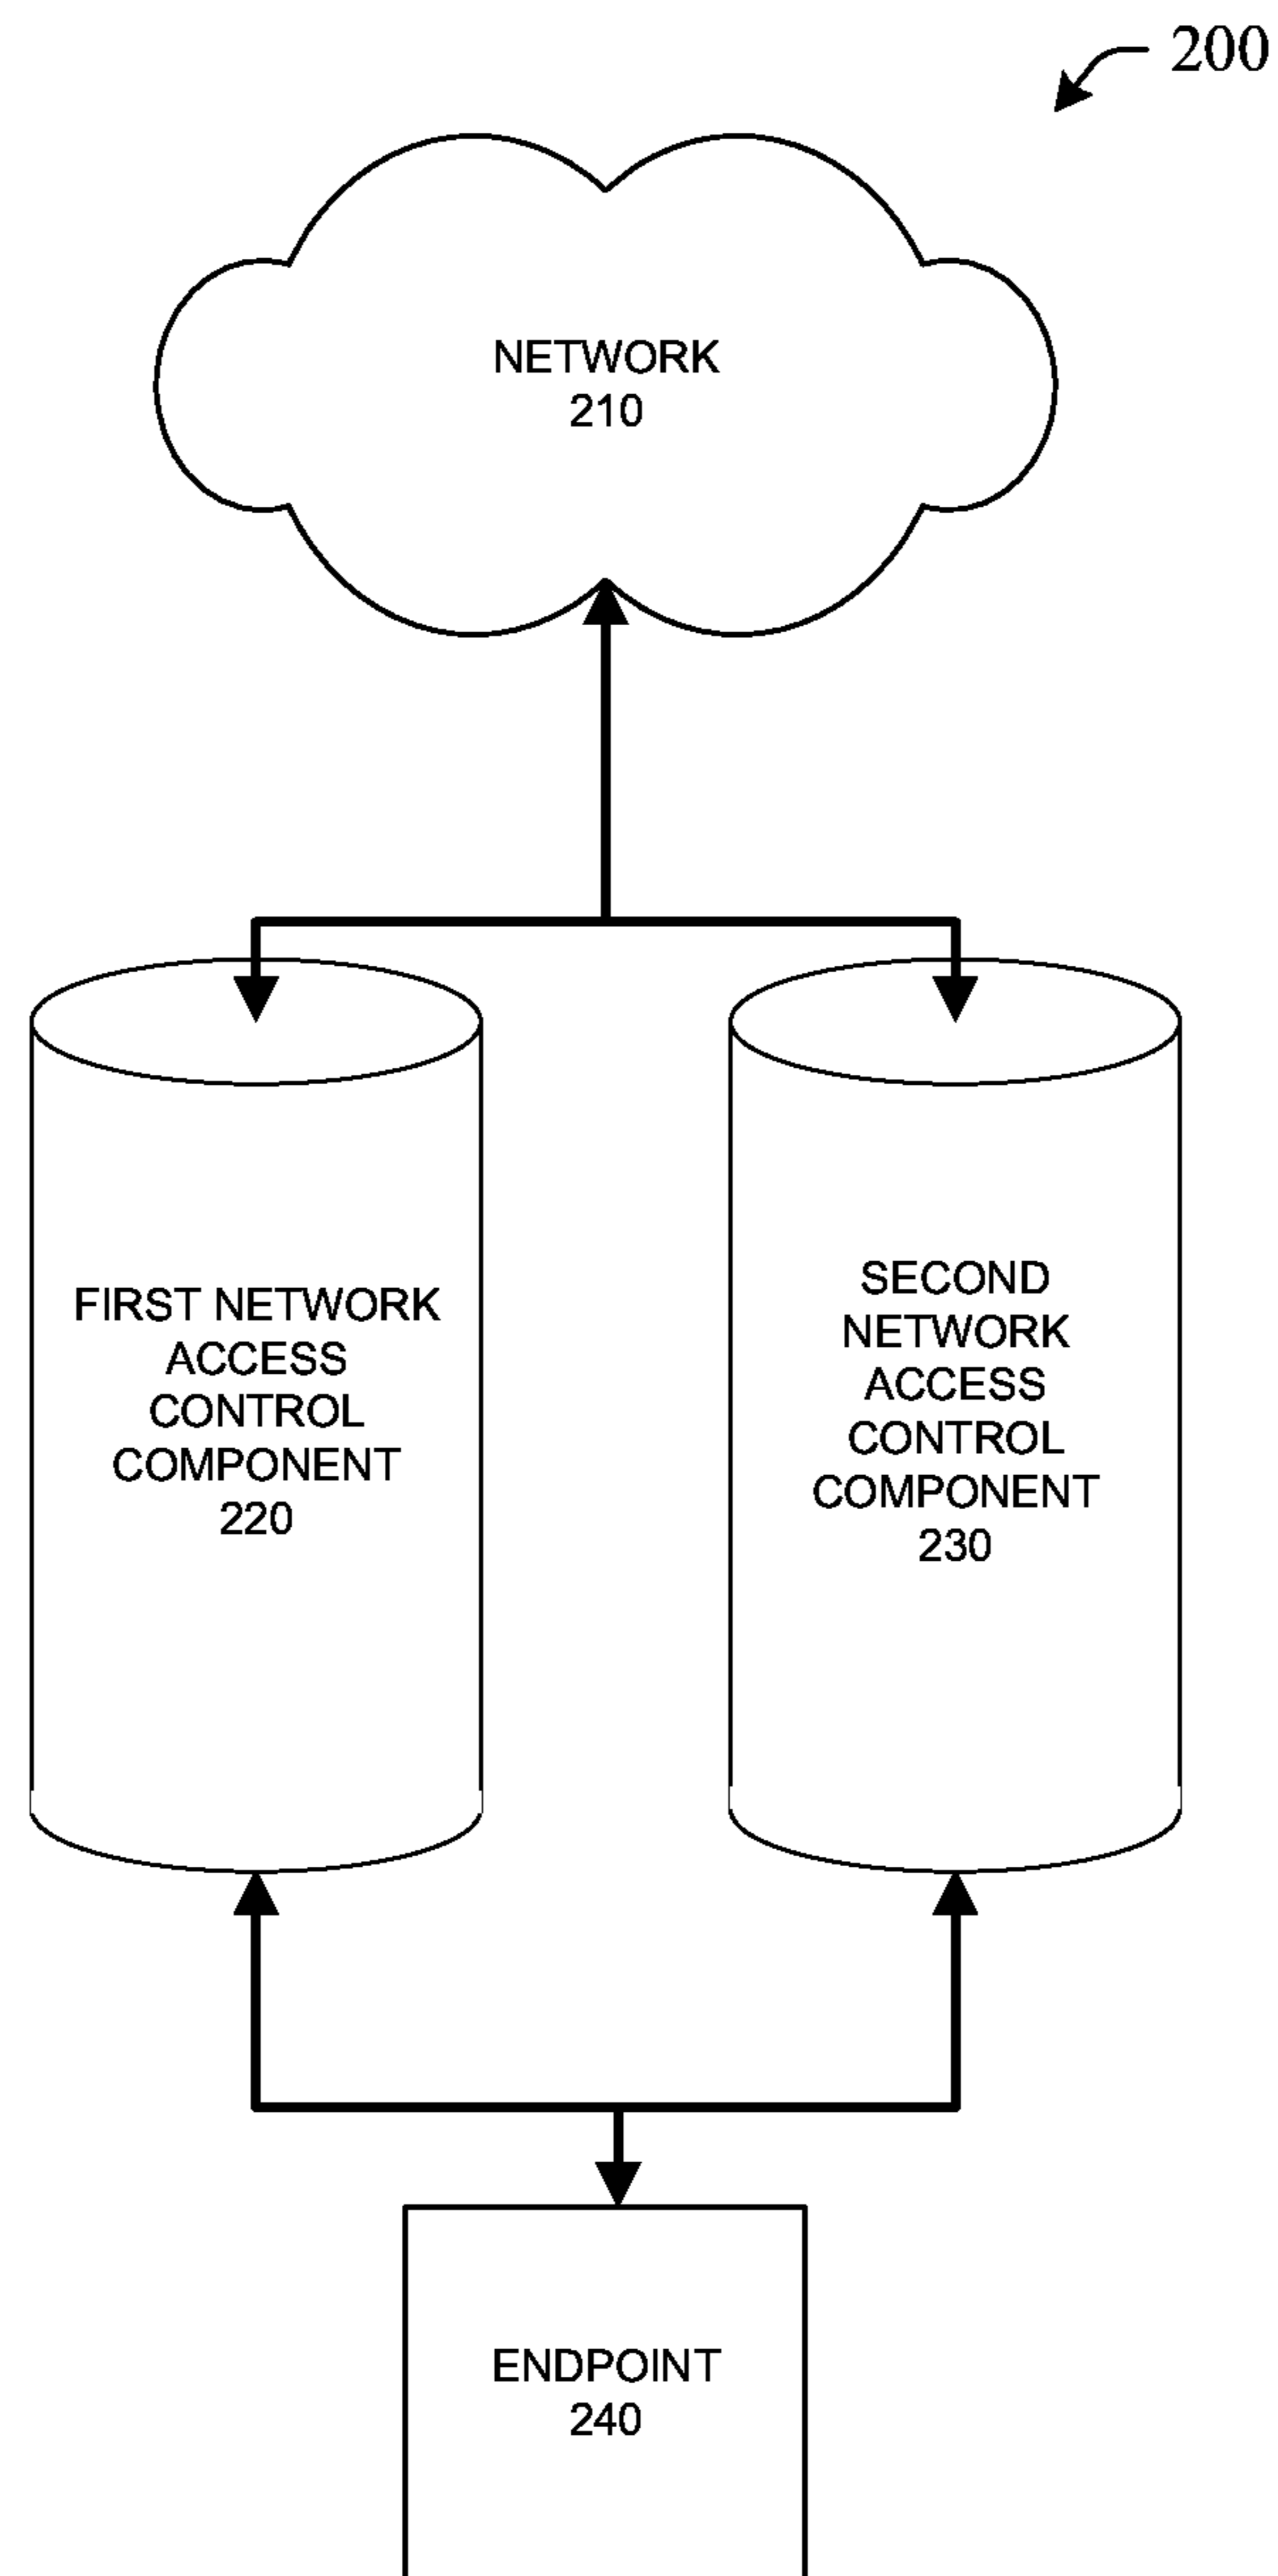 200
NETWORK
210
FIRST NETWORK
ACCESS
CONTROL
COMPONENT
220
SECOND
NETWORK
ACCESS
CONTROL
COMPONENT
230
ENDPOINT
240